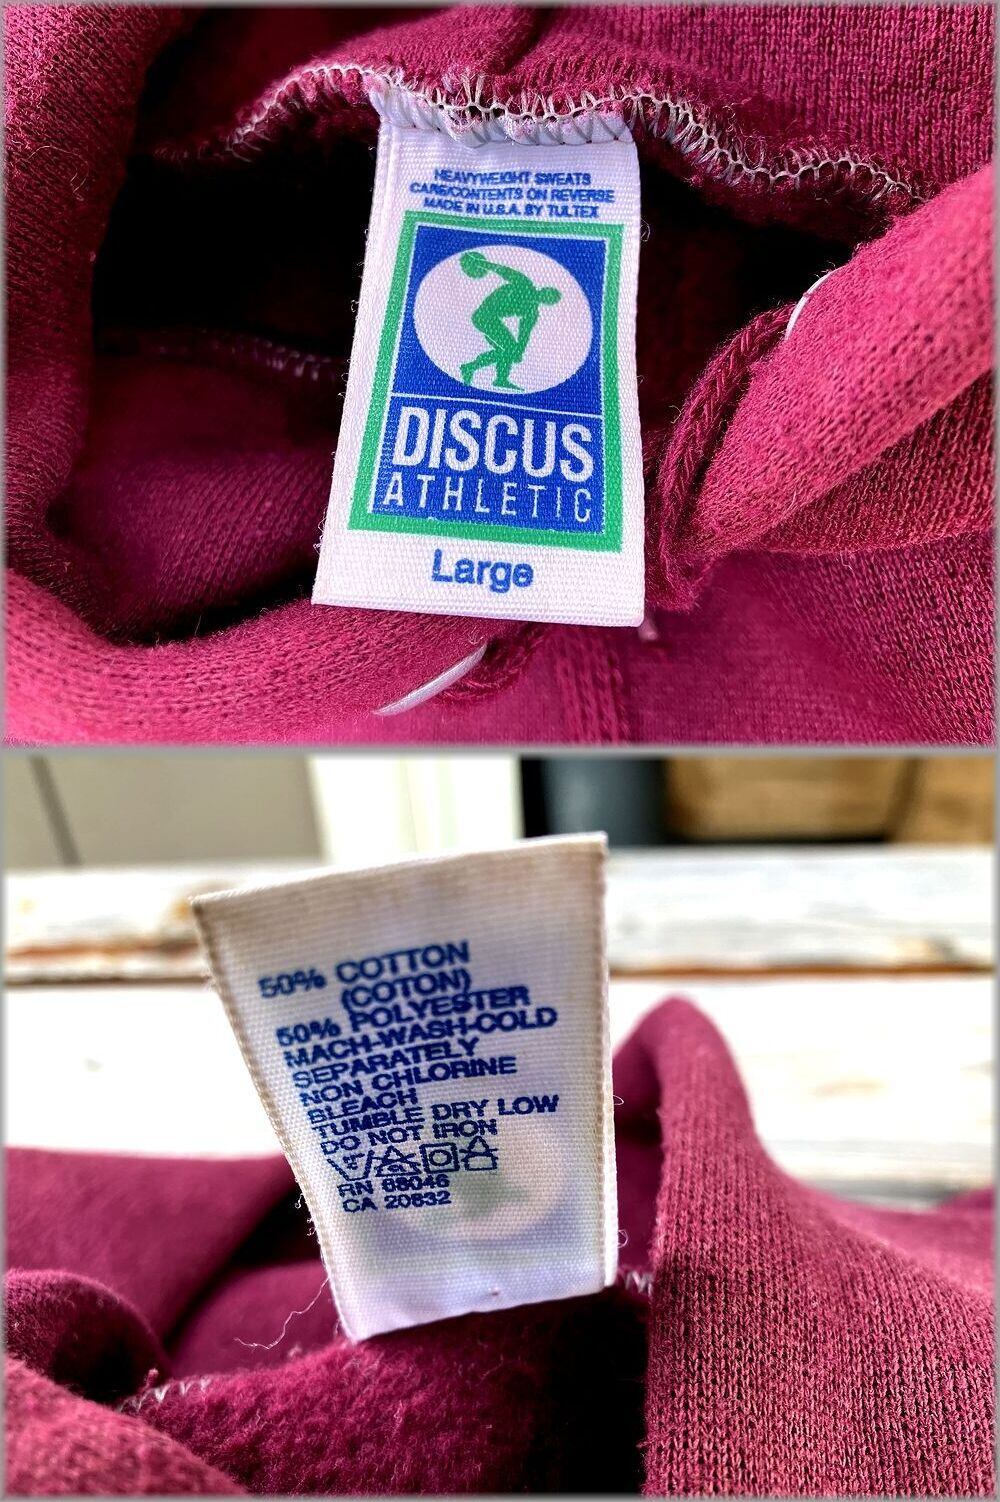 HEAVYWEIGHT SWEATS
CARE/CONTENTS ON REVERSE
MADE IN U.S.A. BY TULTEX
DISCUS
ATHLETIC
Large
50% COTTON
(COTON)
50% POLYESTER
MACH-WASH-COLD
SEPARATELY
NON CHLORINE
BLEACH
TUMBLE DRY LOW
DO NOT IRON
RN 88046
CA 20832